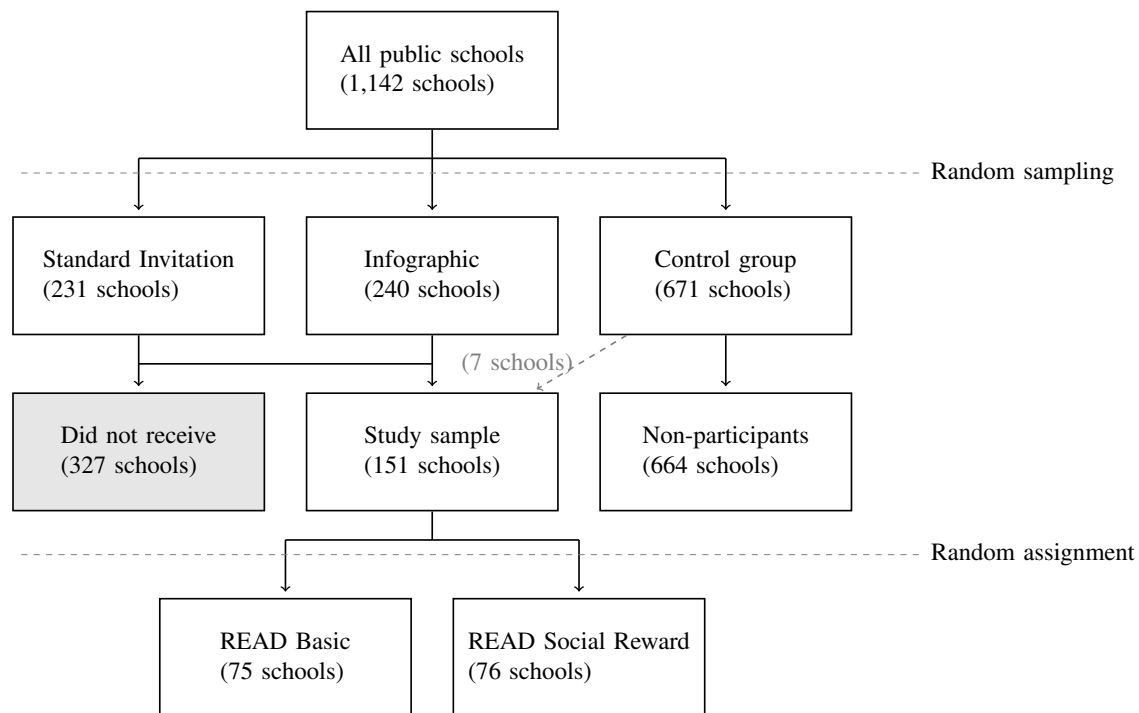 All public schools
(1,142 schools)
Random sampling
Standard Invitation
(231 schools)
Infographic
(240 schools)
Control group
(671 schools)
(7 schools)
Did not receive
(327 schools)
Study sample
(151 schools)
Non-participants
(664 schools)
Random assignment
READ Basic
(75 schools)
READ Social Reward
(76 schools)